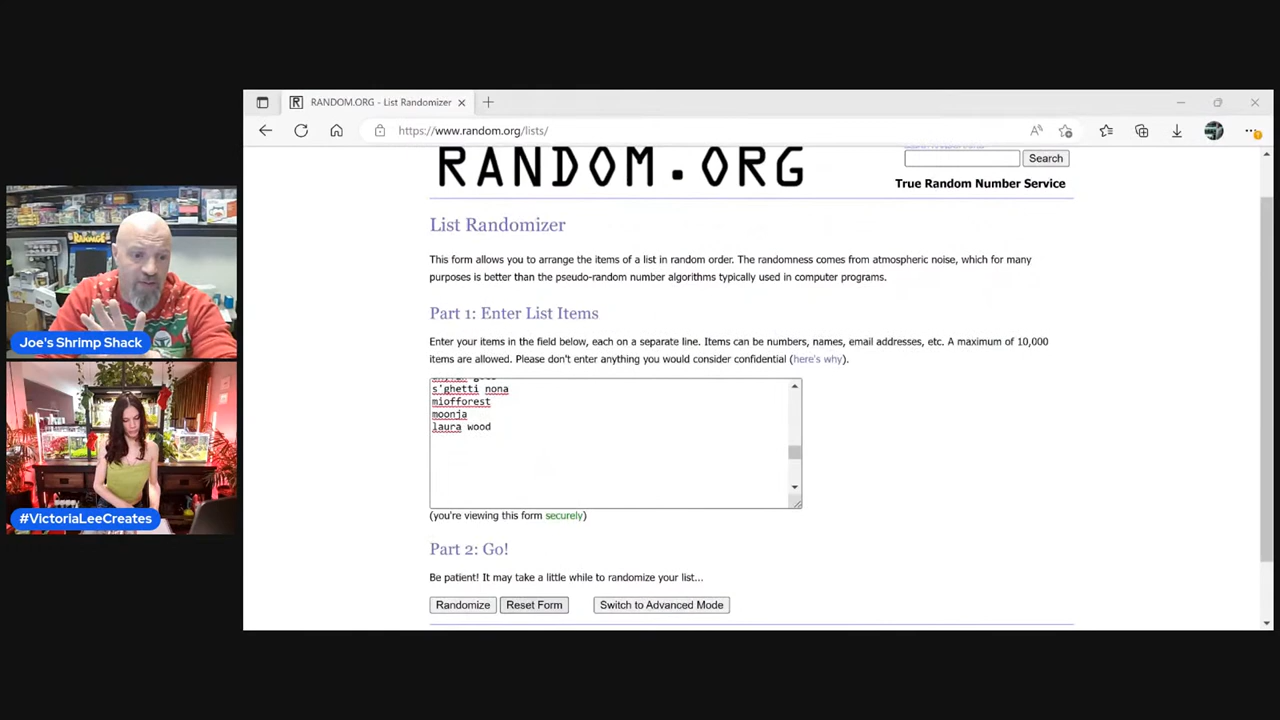 RANDOM.ORG - List Randomizer
https://www.random.org/lists/
RANDOM.ORG
Search
True Random Number Service
List Randomizer
This form allows you to arrange the items of a list in random order. The randomness comes from atmospheric noise, which for many
purposes is better than the pseudo-random number algorithms typically used in computer programs.
Part 1: Enter List Items
Enter your items in the field below, each on a separate line. Items can be numbers, names, email addresses, etc. A maximum of 10,000
items are allowed. Please don't enter anything you would consider confidential (here's why).
s'ghetti nona
miofforest
moonja
laura wood
(you're viewing this form securely)
Part 2: Go!
Be patient! It may take a little while to randomize your list...
Randomize Reset Form Switch to Advanced Mode
Joe's Shrimp Shack
#VictoriaLeeCreates